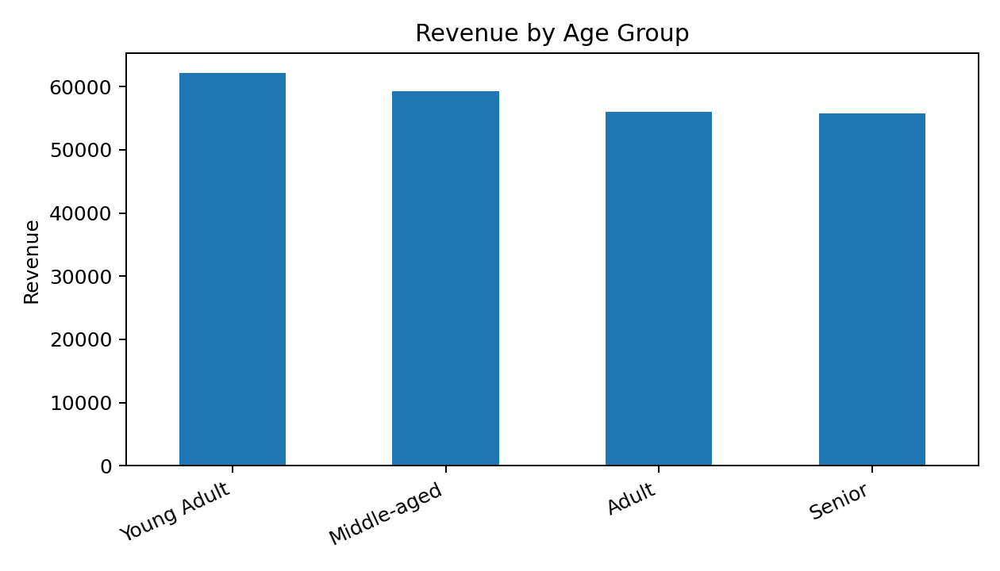 Revenue by Age Group
Revenue
60000
50000
40000
30000
20000
10000
0
Young Adult
Middle-aged
Adult
Senior